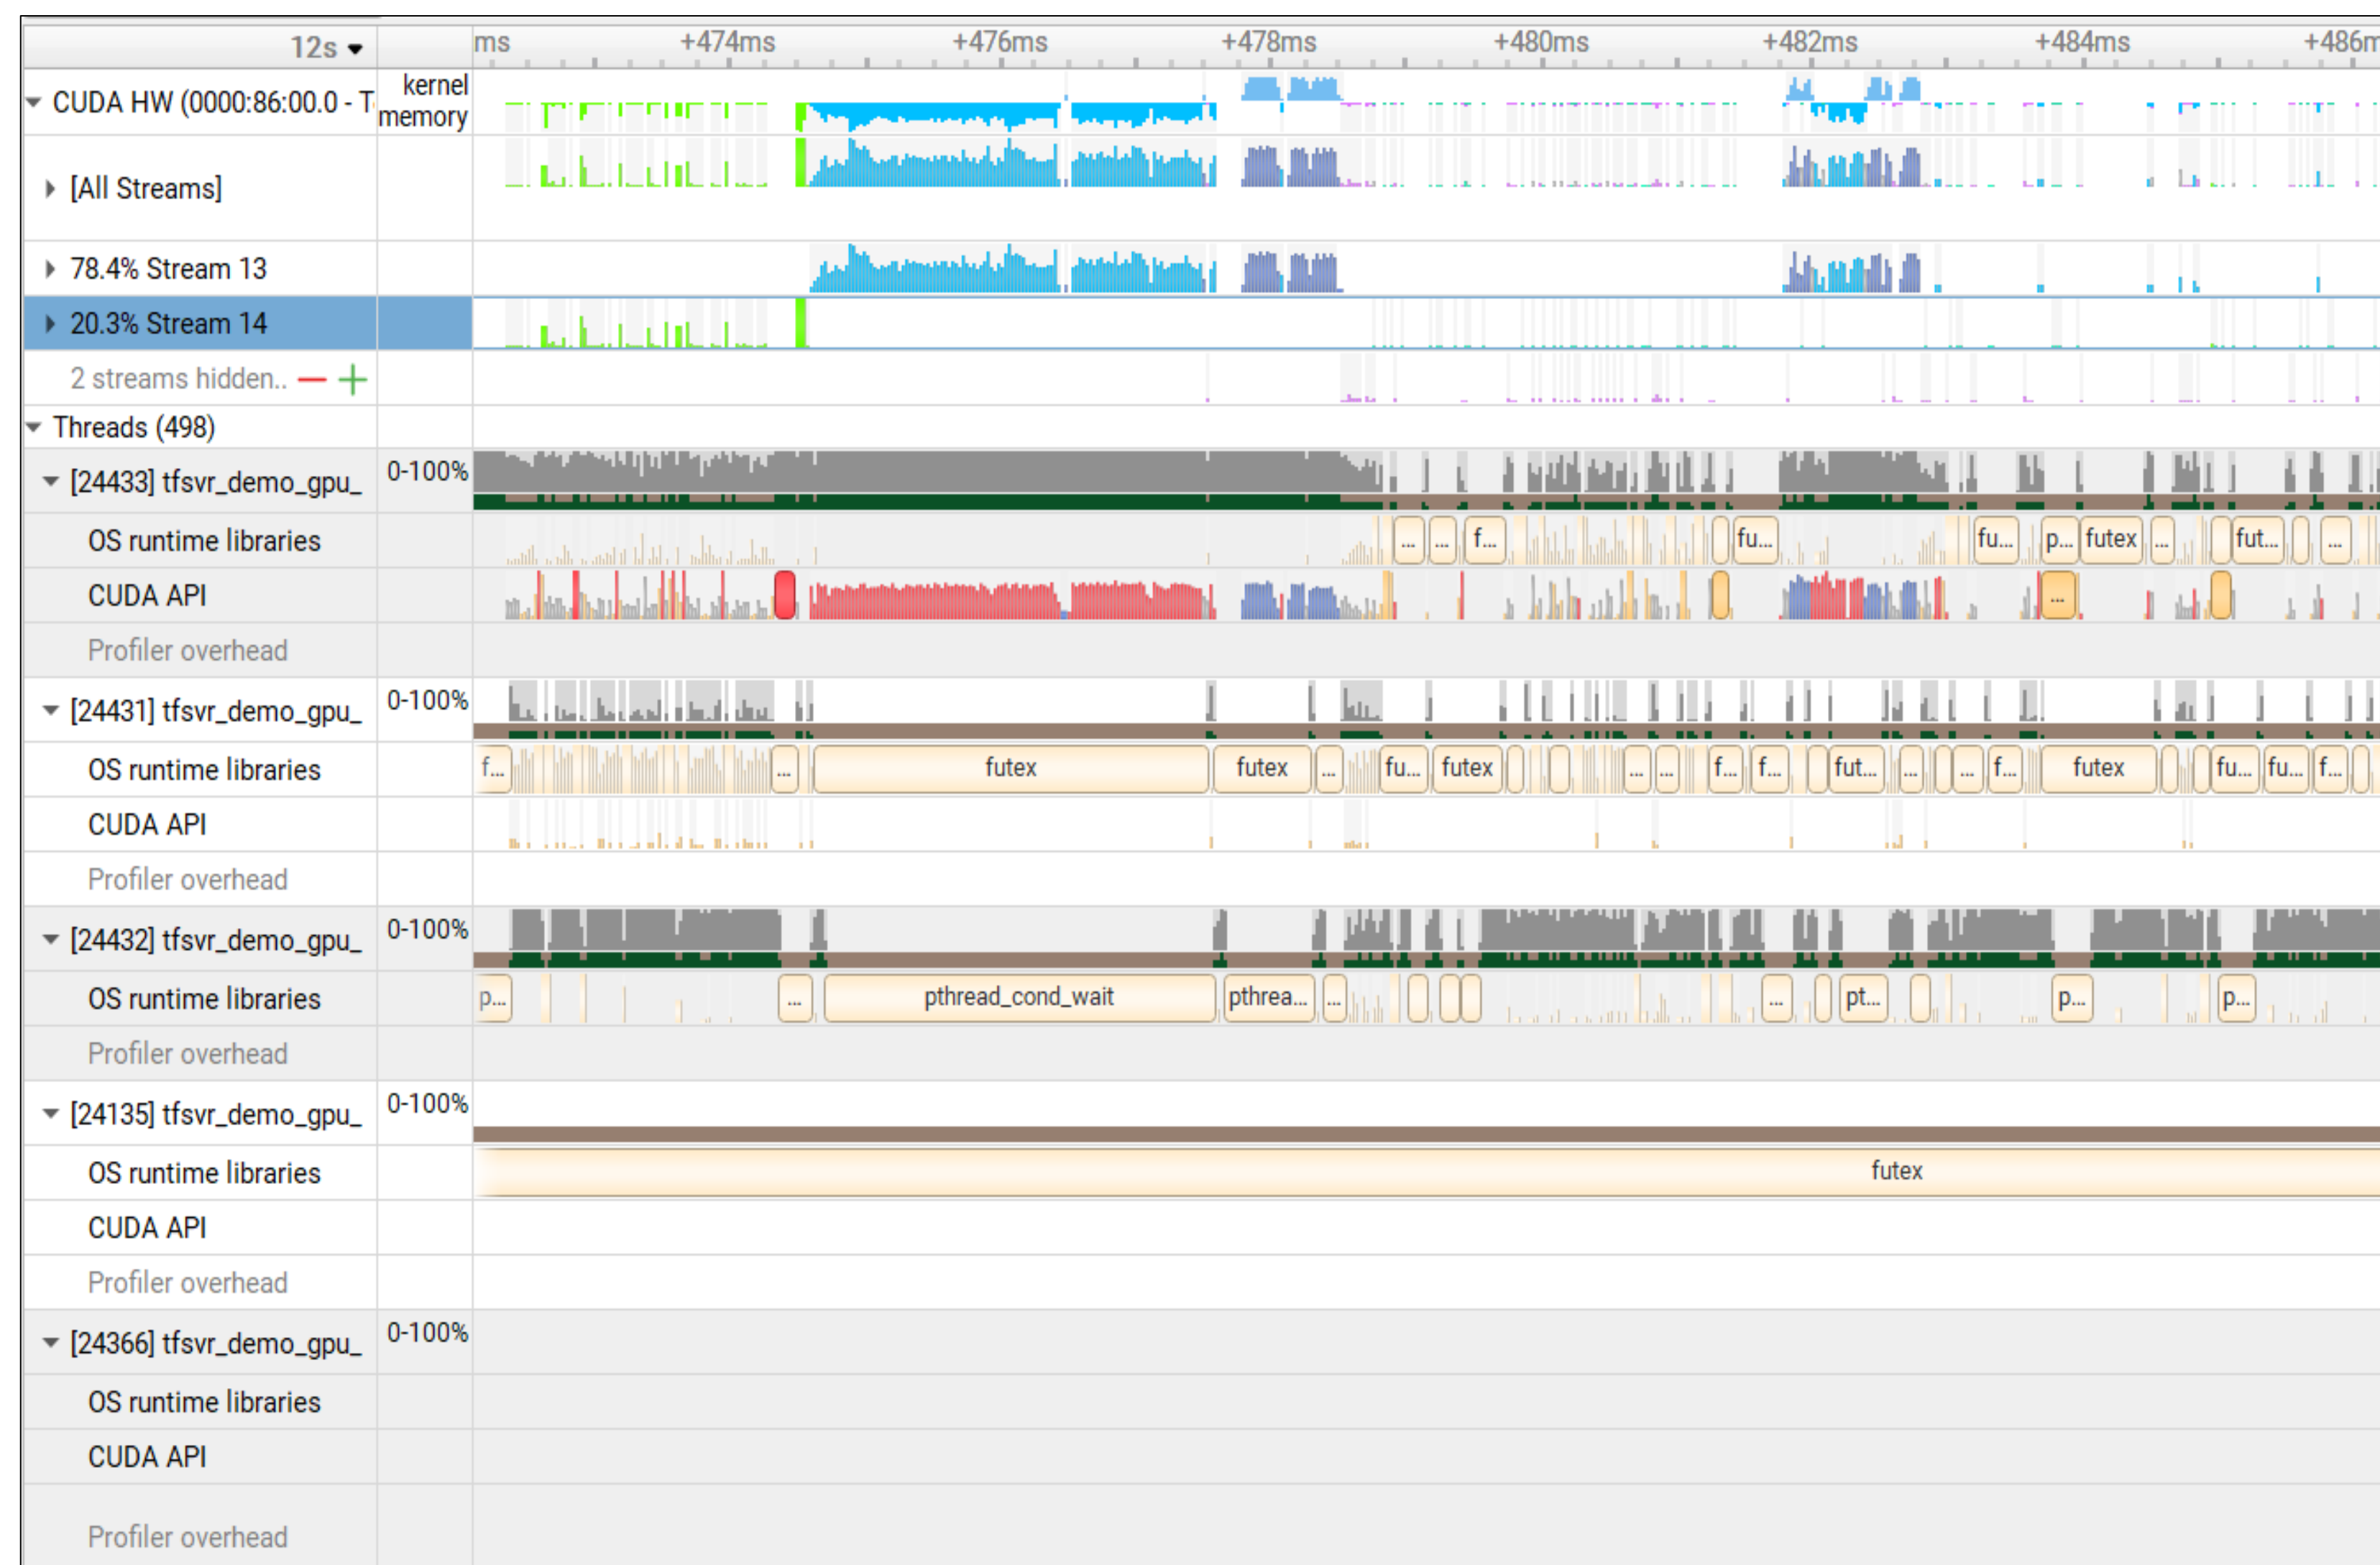 12s ms +474ms +476ms +478ms +480ms +482ms +484ms +486m
CUDA HW (0000:86:00.0 - T kernel
memory
[All Streams]
78.4% Stream 13
20.3% Stream 14
2 streams hidden..
Threads (498)
[24433] tfsvr_demo_gpu_ 0-100%
OS runtime libraries ... ... f... fu... fu... p... futex ... fut... ...
CUDA API ...
Profiler overhead
[24431] tfsvr_demo_gpu_ 0-100%
OS runtime libraries f... ... futex futex ... fu... futex ... ... f... f... fut... ... ... f... futex fu... fu... f...
CUDA API
Profiler overhead
[24432] tfsvr_demo_gpu_ 0-100%
OS runtime libraries p... ... pthread_cond_wait pthrea... ... ... pt... p... p...
Profiler overhead
[24135] tfsvr_demo_gpu_ 0-100%
OS runtime libraries futex
CUDA API
Profiler overhead
[24366] tfsvr_demo_gpu_ 0-100%
OS runtime libraries
CUDA API
Profiler overhead